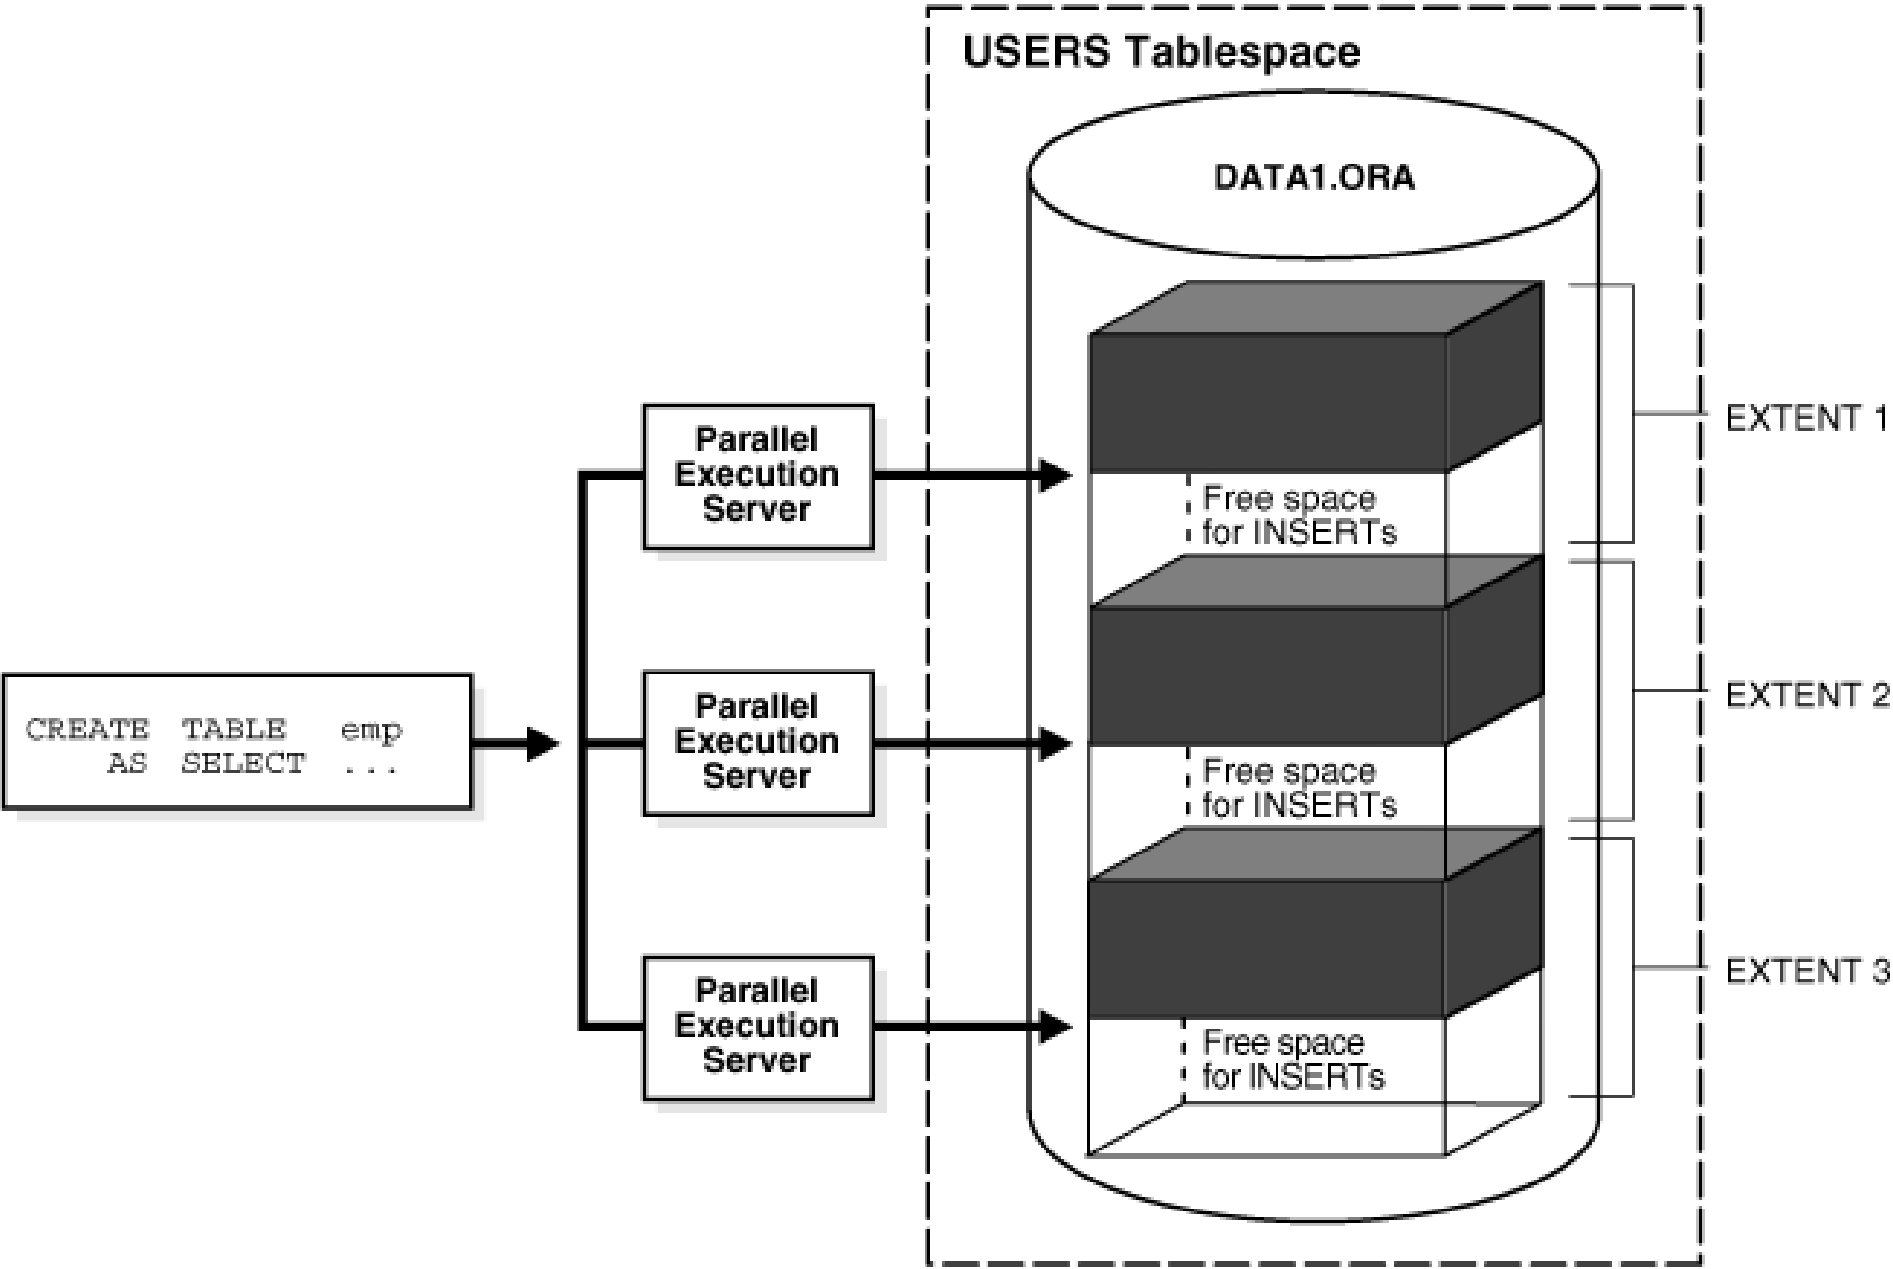 USERS Tablespace
DATA1.ORA
CREATE TABLE emp
AS SELECT ...
Parallel
Execution
Server
Parallel
Execution
Server
Parallel
Execution
Server
Free space
for INSERTs
Free space
for INSERTs
Free space
for INSERTs
EXTENT 1
EXTENT 2
EXTENT 3